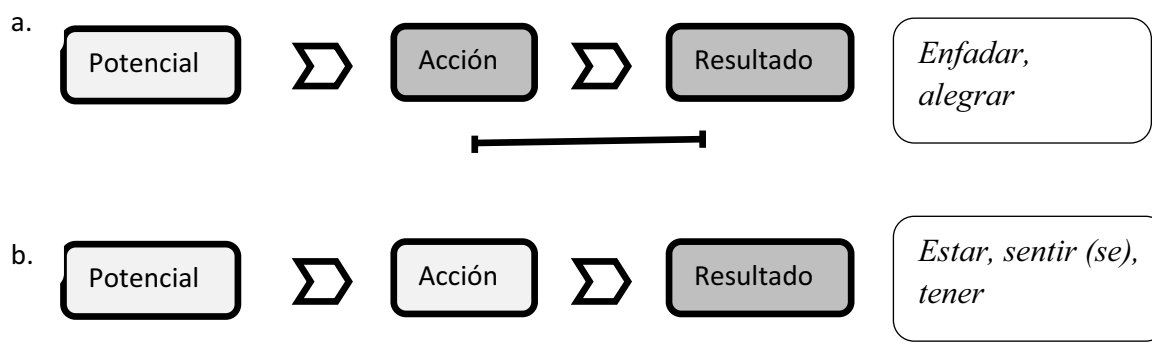 a.
Potencial
Acción
Resultado
Enfadar,
alegrar
b.
Potencial
Acción
Resultado
Estar, sentir (se),
tener